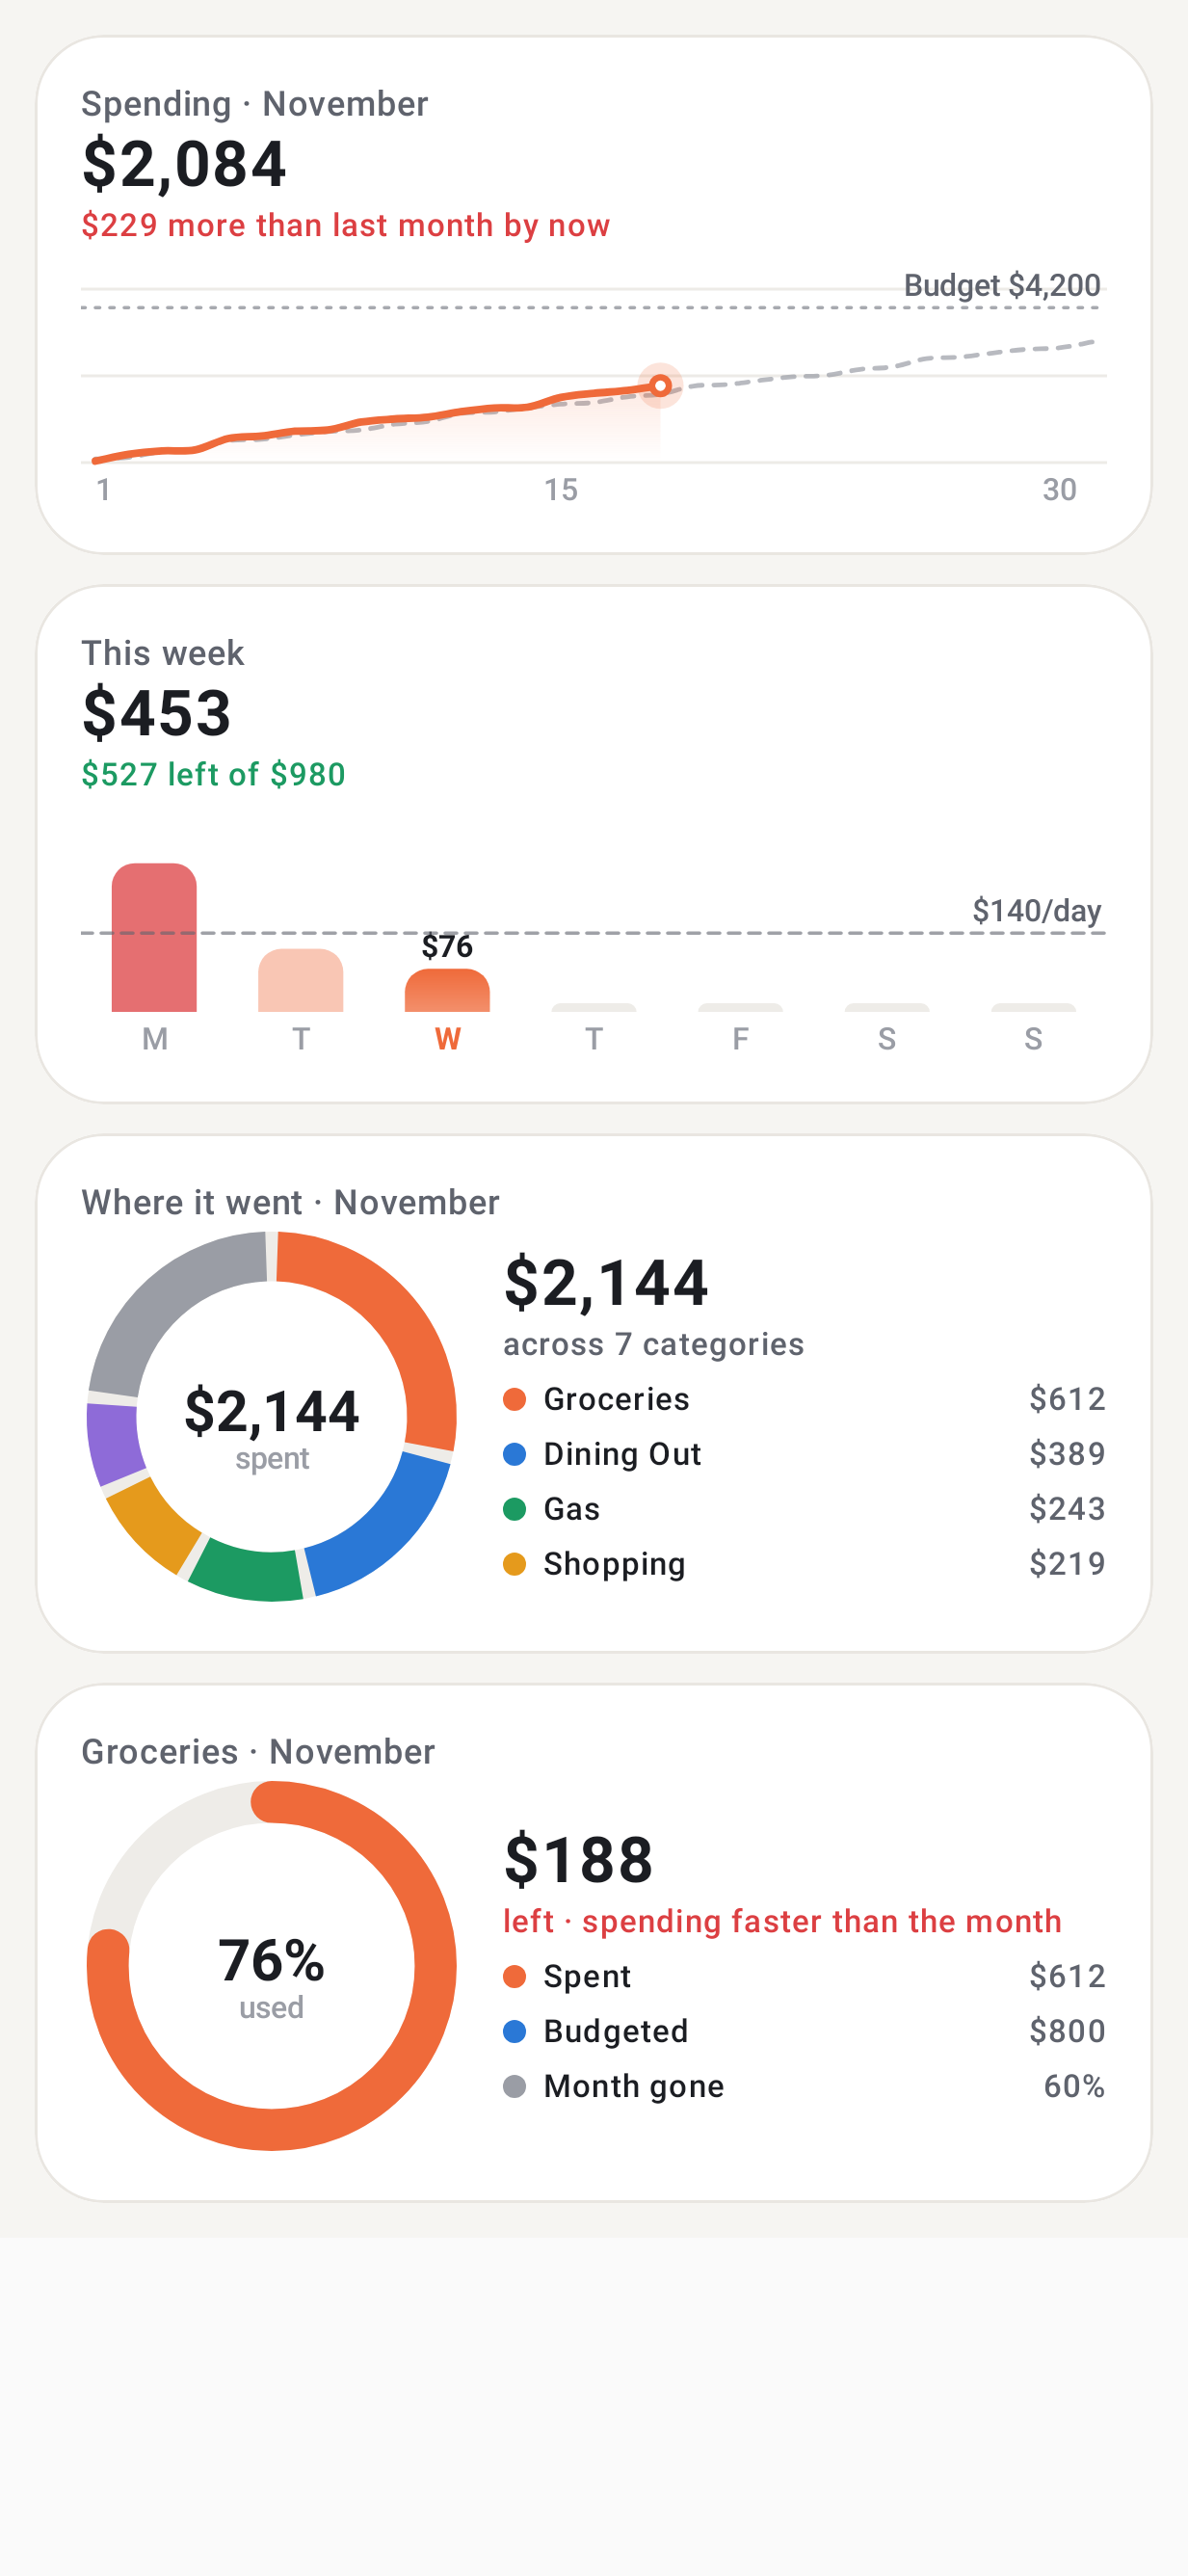 Spending · November
$2,084
$229 more than last month by now
Budget $4,200
1 15 30
This week
$453
$527 left of $980
$140/day
$76
M T W T F S S
Where it went · November
$2,144
spent
$2,144
across 7 categories
Groceries $612
Dining Out $389
Gas $243
Shopping $219
Groceries · November
76%
used
$188
left · spending faster than the month
Spent $612
Budgeted $800
Month gone 60%